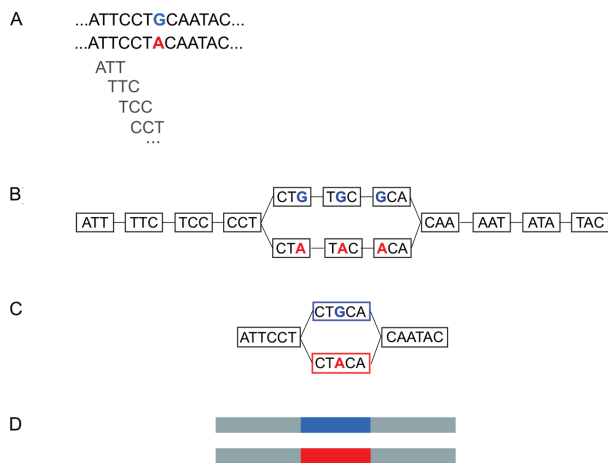 A
...ATTCCTGCAATAC...
...ATTCCTACAATAC...
ATT
TTC
TCC
CCT
...
B
CTG TGC GCA
ATT TTC TCC CCT CAA AAT ATA TAC
CTA TAC ACA
C
CTGCA
ATTCCT CAATAC
CTACA
D